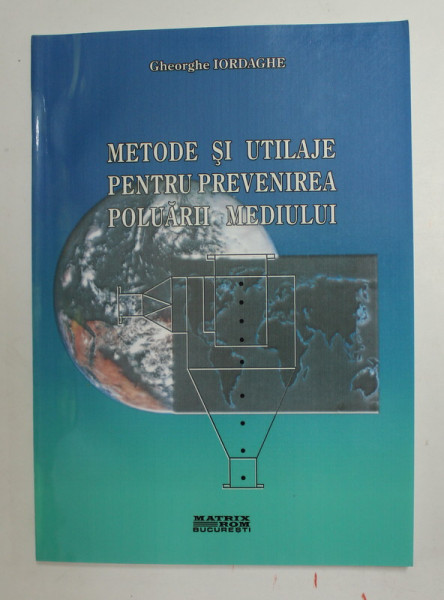 Gheorghe IORDAGHE
METODE ŞI UTILAJE
PENTRU PREVENIREA
POLUĂRII MEDIULUI
MATRIX
ROM
BUCUREŞTI